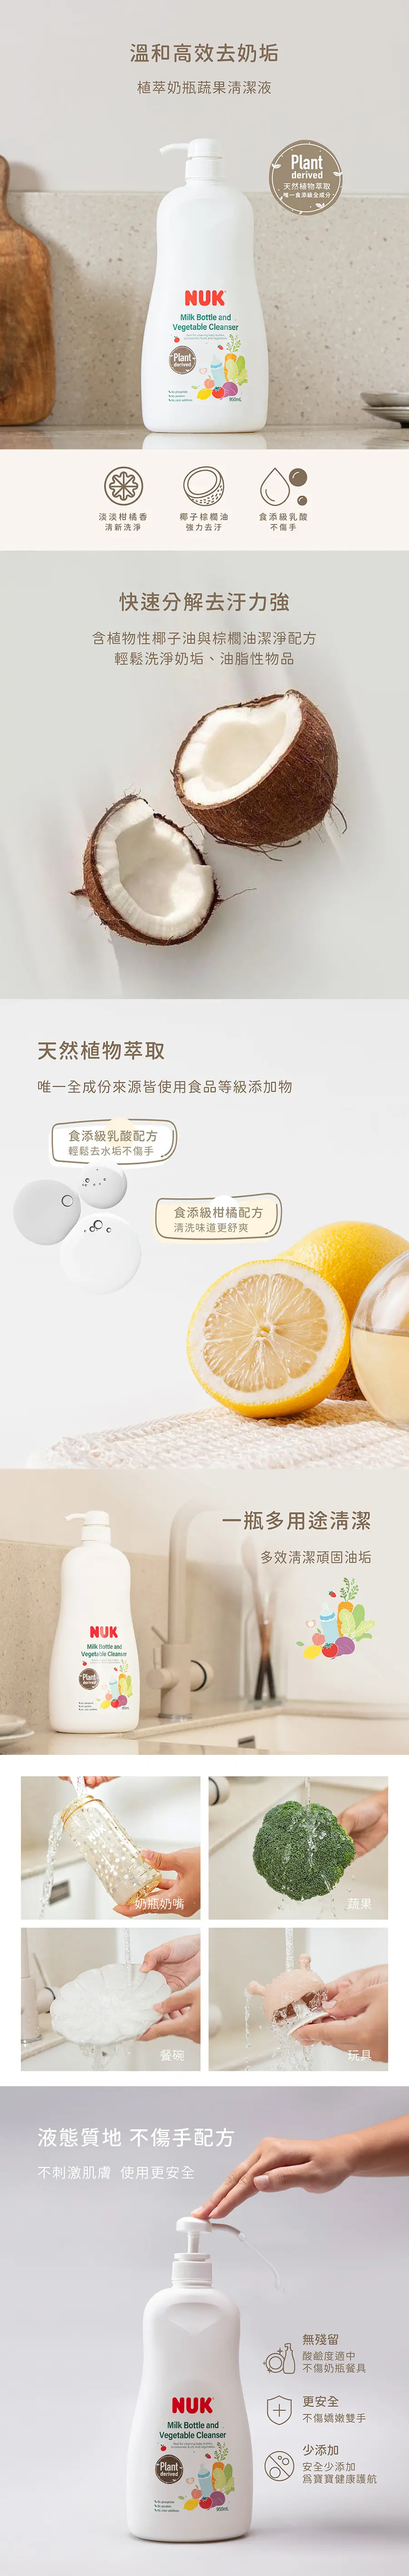 溫和高效去奶垢
植萃奶瓶蔬果清潔液
Plant
derived
天然植物萃取
唯一食添級全成分
NUK
Milk Bottle and
Vegetable Cleanser
Plant
derived
950mL
淡淡柑橘香
清新洗淨
椰子棕櫚油
強力去汙
食添級乳酸
不傷手
快速分解去汙力強
含植物性椰子油與棕櫚油潔淨配方
輕鬆洗淨奶垢、油脂性物品
天然植物萃取
唯一全成份來源皆使用食品等級添加物
食添級乳酸配方
輕鬆去水垢不傷手
食添級柑橘配方
清洗味道更舒爽
一瓶多用途清潔
多效清潔頑固油垢
NUK
Milk Bottle and
Vegetable Cleanser
Plant
derived
奶瓶奶嘴
蔬果
餐碗
玩具
液態質地 不傷手配方
不刺激肌膚 使用更安全
無殘留
酸鹼度適中
不傷奶瓶餐具
更安全
不傷嬌嫩雙手
少添加
安全少添加
爲寶寶健康護航
NUK
Milk Bottle and
Vegetable Cleanser
Plant
derived
950mL